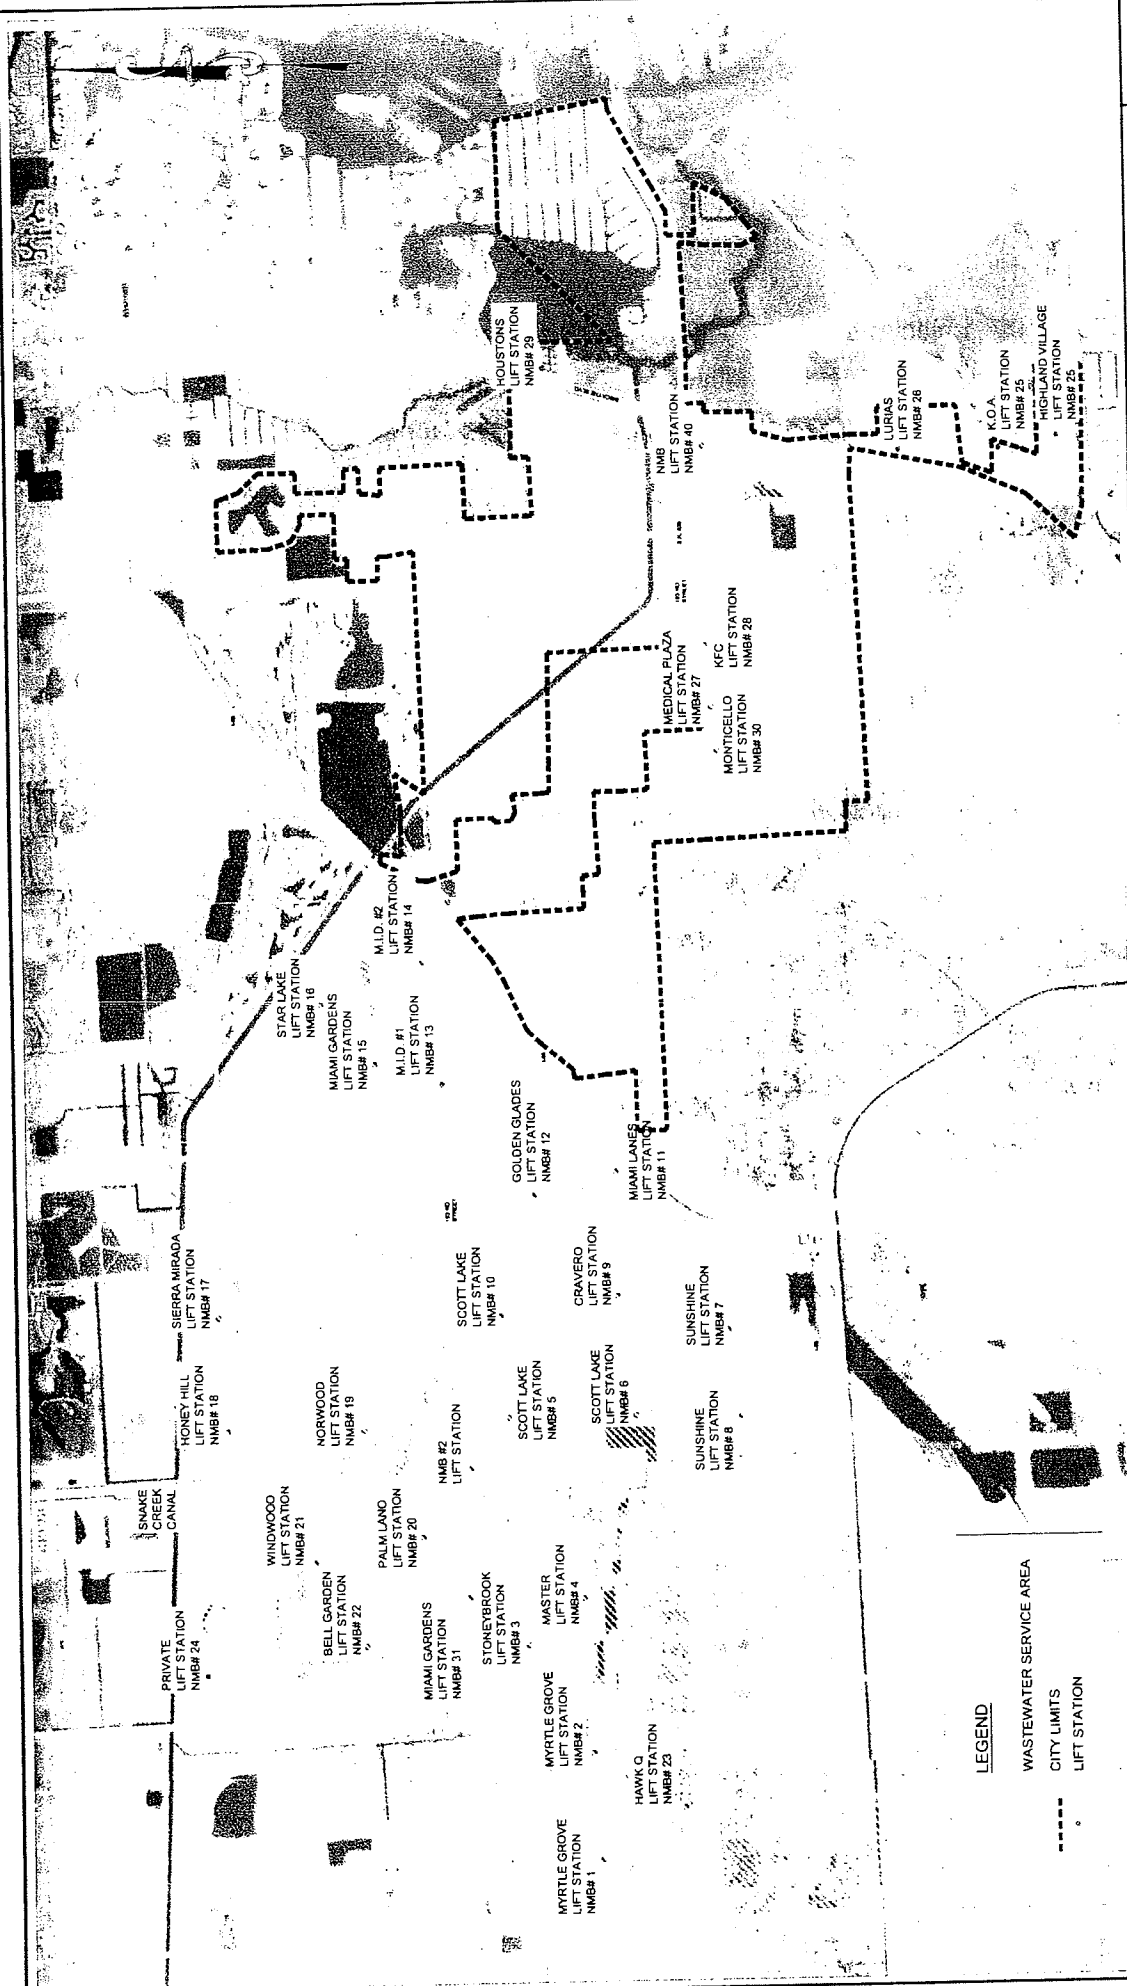 HOUSTONS
LIFT STATION
NMB# 29
NMB
LIFT STATION
NMB# 40
LURIAS
LIFT STATION
NMB# 26
K.O.A.
LIFT STATION
NMB# 25
HIGHLAND VILLAGE
LIFT STATION
NMB# 25
MEDICAL PLAZA
LIFT STATION
NMB# 27
KFC
LIFT STATION
NMB# 28
MONTICELLO
LIFT STATION
NMB# 30
M.I.D. #2
LIFT STATION
NMB# 14
STAR LAKE
LIFT STATION
NMB# 16
MIAMI GARDENS
LIFT STATION
NMB# 15
M.I.D. #1
LIFT STATION
NMB# 13
GOLDEN GLADES
LIFT STATION
NMB# 12
MIAMI LANES
LIFT STATION
NMB# 11
SIERRA MIRADA
LIFT STATION
NMB# 17
SCOTT LAKE
LIFT STATION
NMB# 10
CRAVERO
LIFT STATION
NMB# 9
SUNSHINE
LIFT STATION
NMB# 7
HONEY HILL
LIFT STATION
NMB# 18
NORWOOD
LIFT STATION
NMB# 19
NMB #2
LIFT STATION
SCOTT LAKE
LIFT STATION
NMB# 5
SCOTT LAKE
LIFT STATION
NMB# 6
SUNSHINE
LIFT STATION
NMB# 8
SNAKE
CREEK
CANAL
WINDWOOD
LIFT STATION
NMB# 21
PALM LAND
LIFT STATION
NMB# 20
PRIVATE
LIFT STATION
NMB# 24
BELL GARDEN
LIFT STATION
NMB# 22
MIAMI GARDENS
LIFT STATION
NMB# 31
STONEYBROOK
LIFT STATION
NMB# 3
MASTER
LIFT STATION
NMB# 4
MYRTLE GROVE
LIFT STATION
NMB# 2
HAWK Q
LIFT STATION
NMB# 23
MYRTLE GROVE
LIFT STATION
NMB# 1
LEGEND
WASTEWATER SERVICE AREA
CITY LIMITS
LIFT STATION